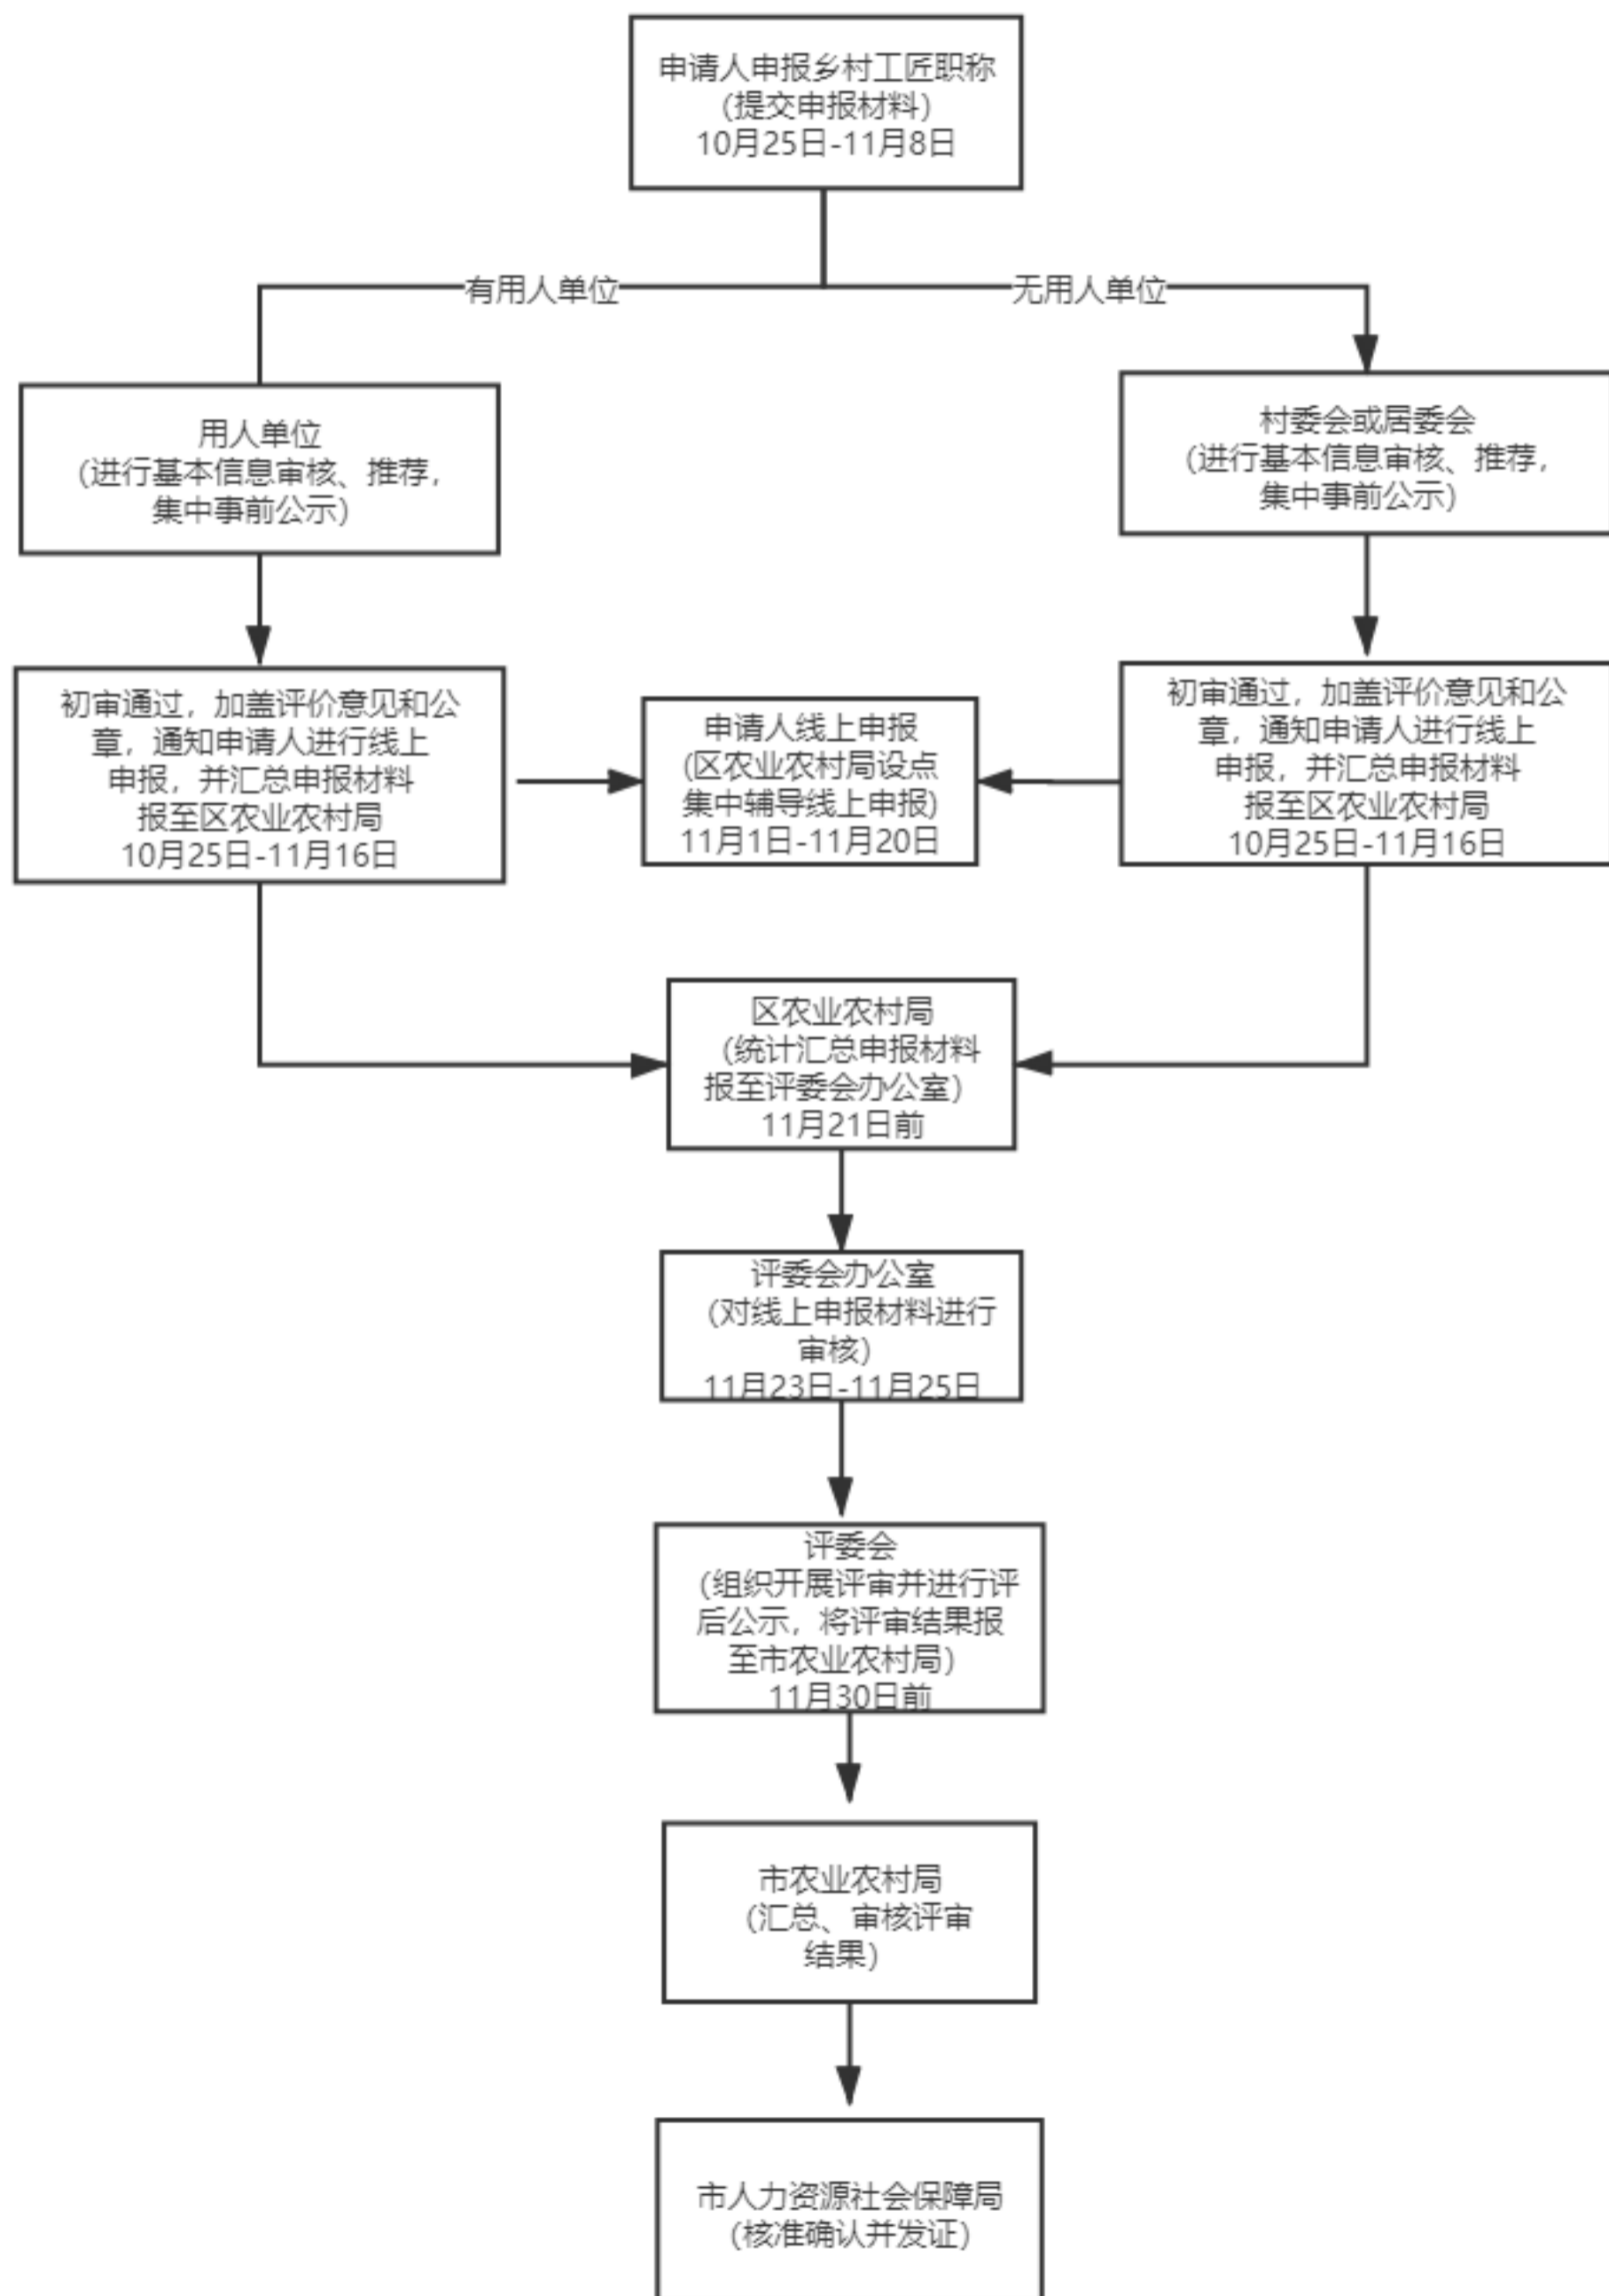 申请人申报乡村工匠职称
（提交申报材料）
10月25日-11月8日
有用人单位
无用人单位
用人单位
（进行基本信息审核、推荐，
集中事前公示）
村委会或居委会
（进行基本信息审核、推荐，
集中事前公示）
初审通过，加盖评价意见和公
章，通知申请人进行线上
申报，并汇总申报材料
报至区农业农村局
10月25日-11月16日
申请人线上申报
(区农业农村局设点
集中辅导线上申报)
11月1日-11月20日
初审通过，加盖评价意见和公
章，通知申请人进行线上
申报，并汇总申报材料
报至区农业农村局
10月25日-11月16日
区农业农村局
（统计汇总申报材料
报至评委会办公室）
11月21日前
评委会办公室
（对线上申报材料进行
审核）
11月23日-11月25日
评委会
（组织开展评审并进行评
后公示，将评审结果报
至市农业农村局）
11月30日前
市农业农村局
（汇总、审核评审
结果）
市人力资源社会保障局
（核准确认并发证）